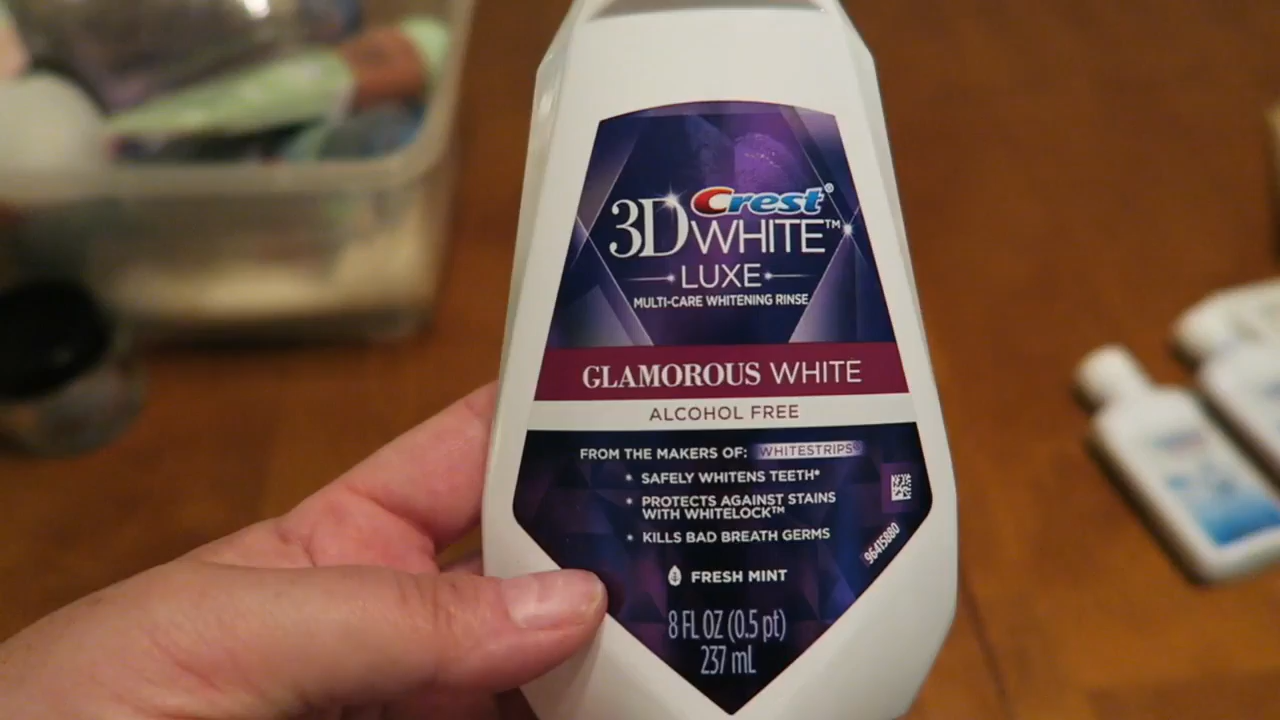 Crest®
3D WHITE™
LUXE
MULTI-CARE WHITENING RINSE
GLAMOROUS WHITE
ALCOHOL FREE
FROM THE MAKERS OF: WHITESTRIPS®
• SAFELY WHITENS TEETH*
• PROTECTS AGAINST STAINS
WITH WHITELOCK™
• KILLS BAD BREATH GERMS
96415880
FRESH MINT
8 FL OZ (0.5 pt)
237 mL